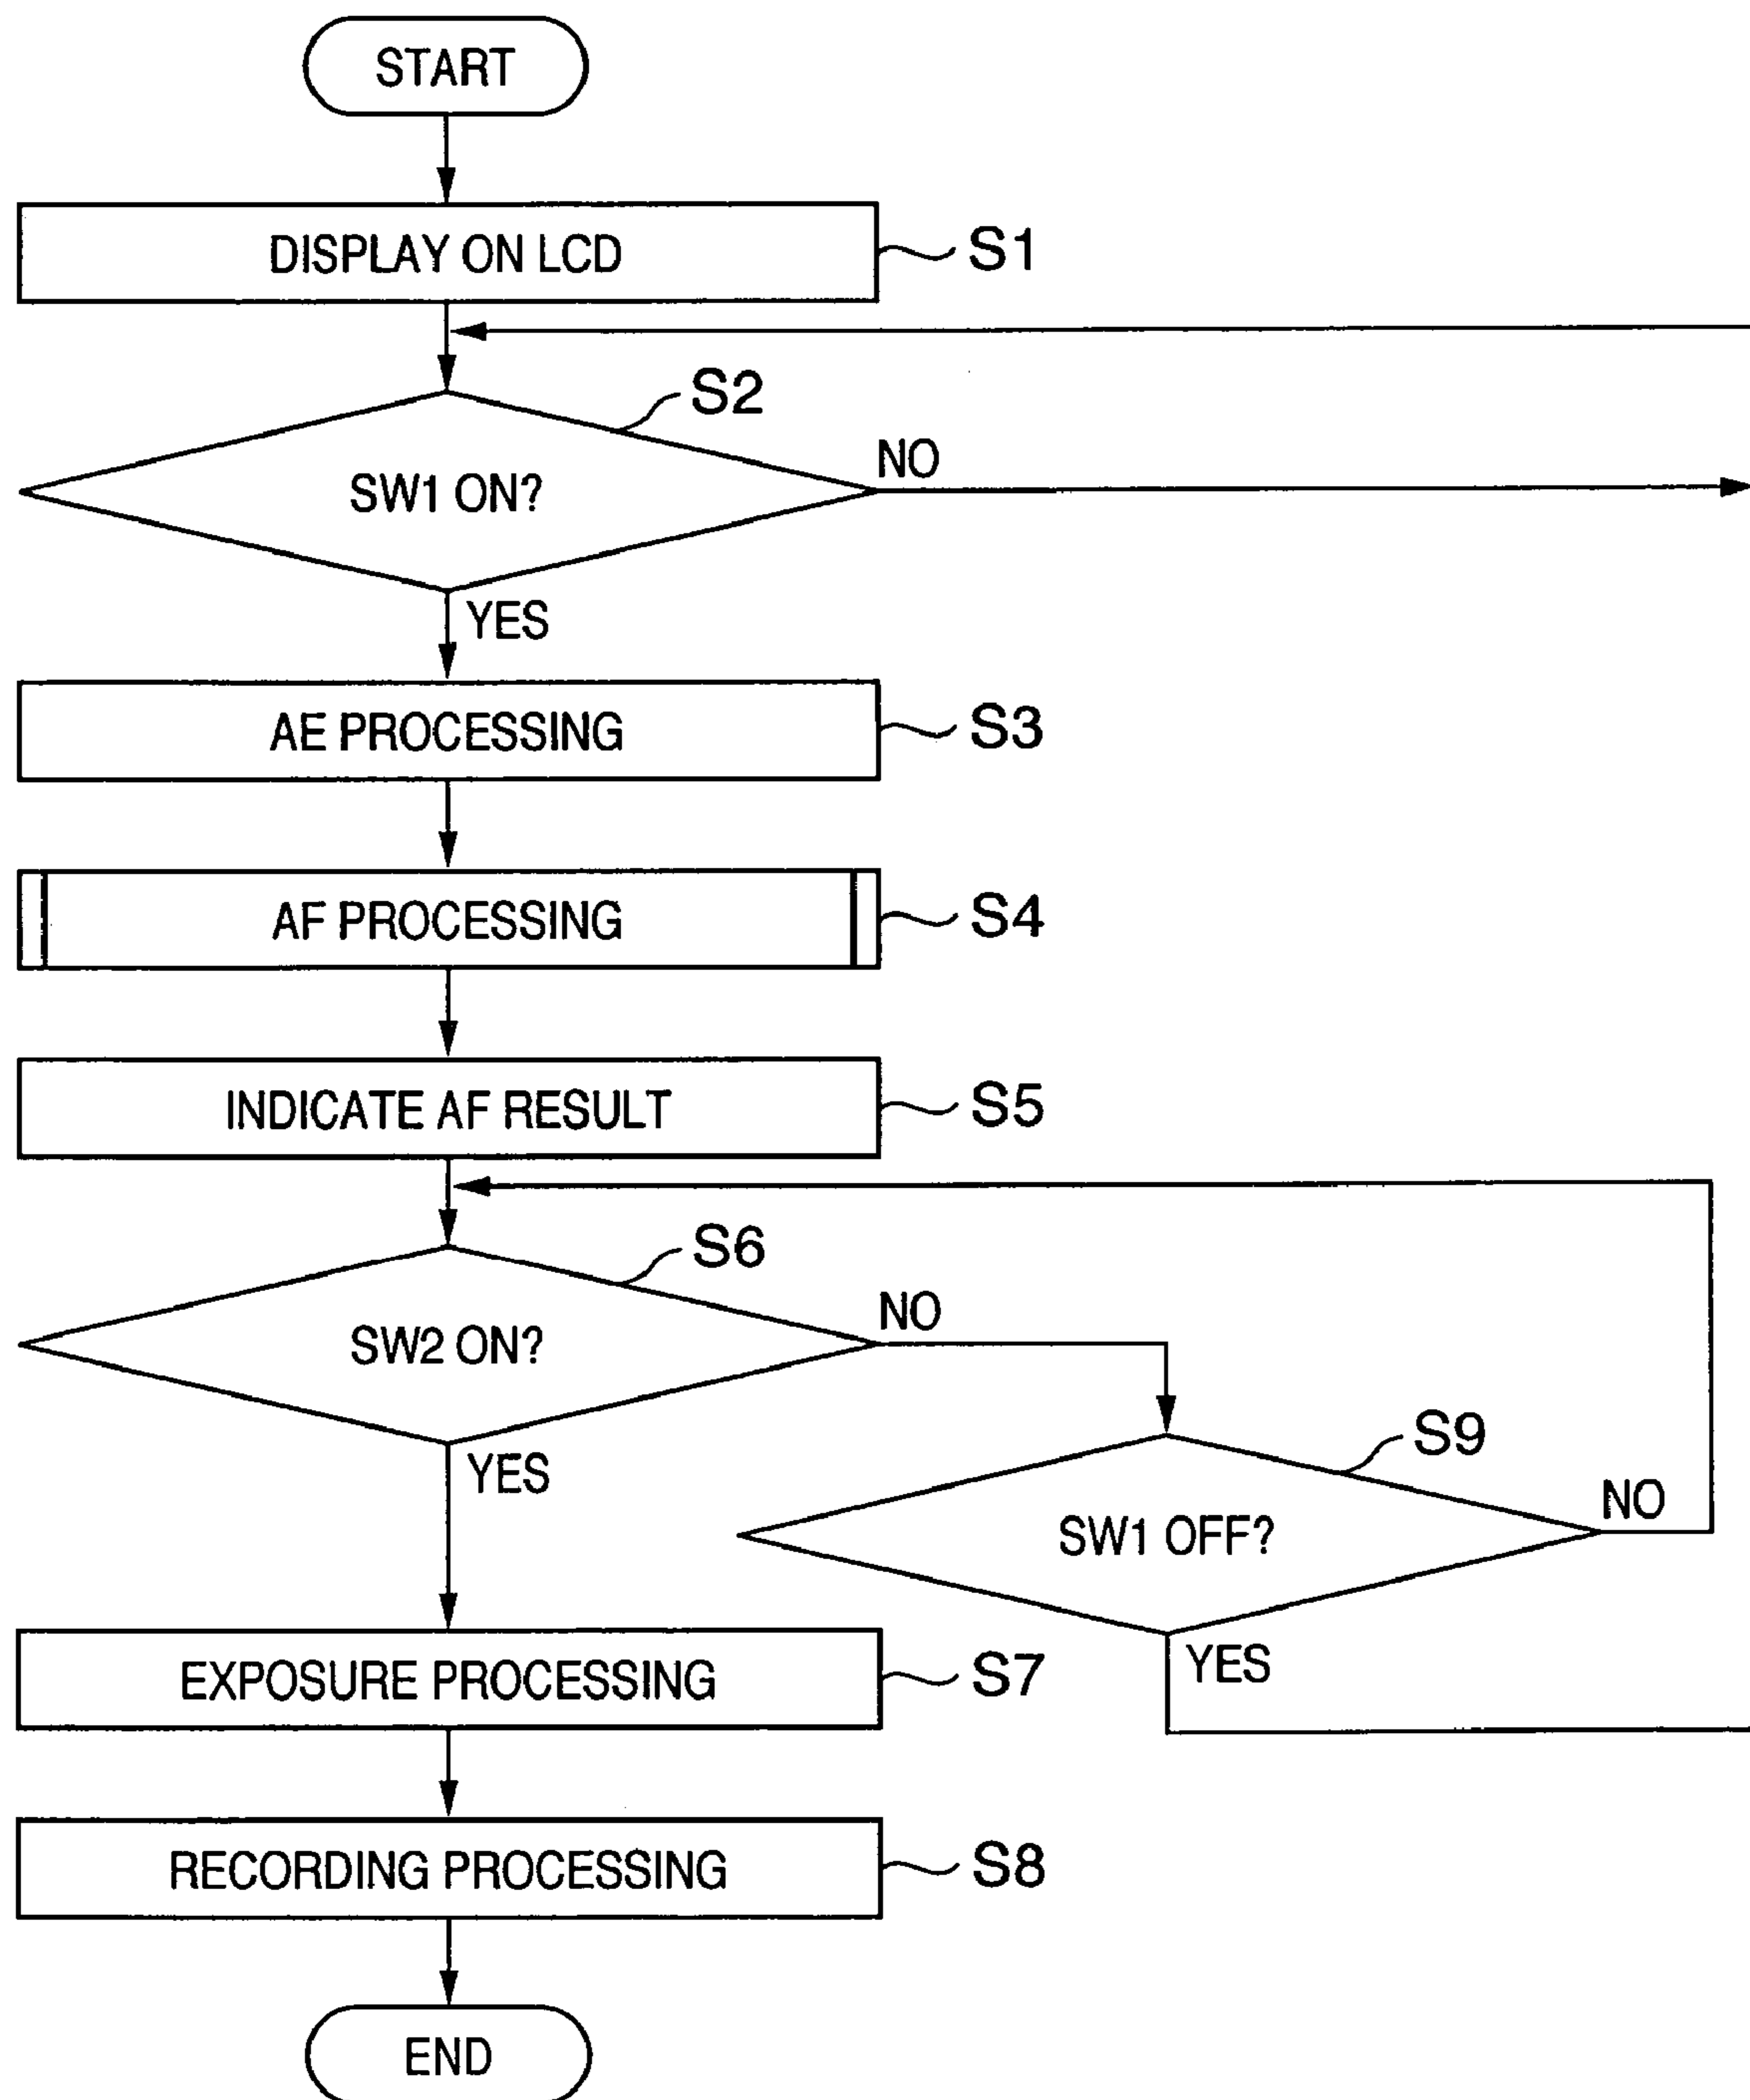 START
DISPLAY ON LCD
S1
S2
SW1 ON?
NO
YES
AE PROCESSING
S3
AF PROCESSING
S4
INDICATE AF RESULT
S5
S6
SW2 ON?
NO
YES
S9
SW1 OFF?
NO
YES
EXPOSURE PROCESSING
S7
RECORDING PROCESSING
S8
END